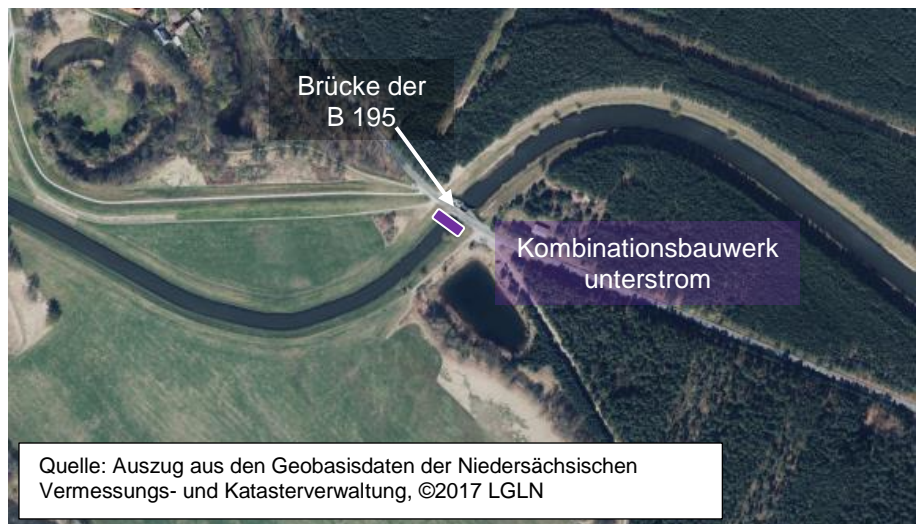 Brücke der
B 195
Kombinationsbauwerk
unterstrom
Quelle: Auszug aus den Geobasisdaten der Niedersächsischen
Vermessungs- und Katasterverwaltung, ©2017 LGLN